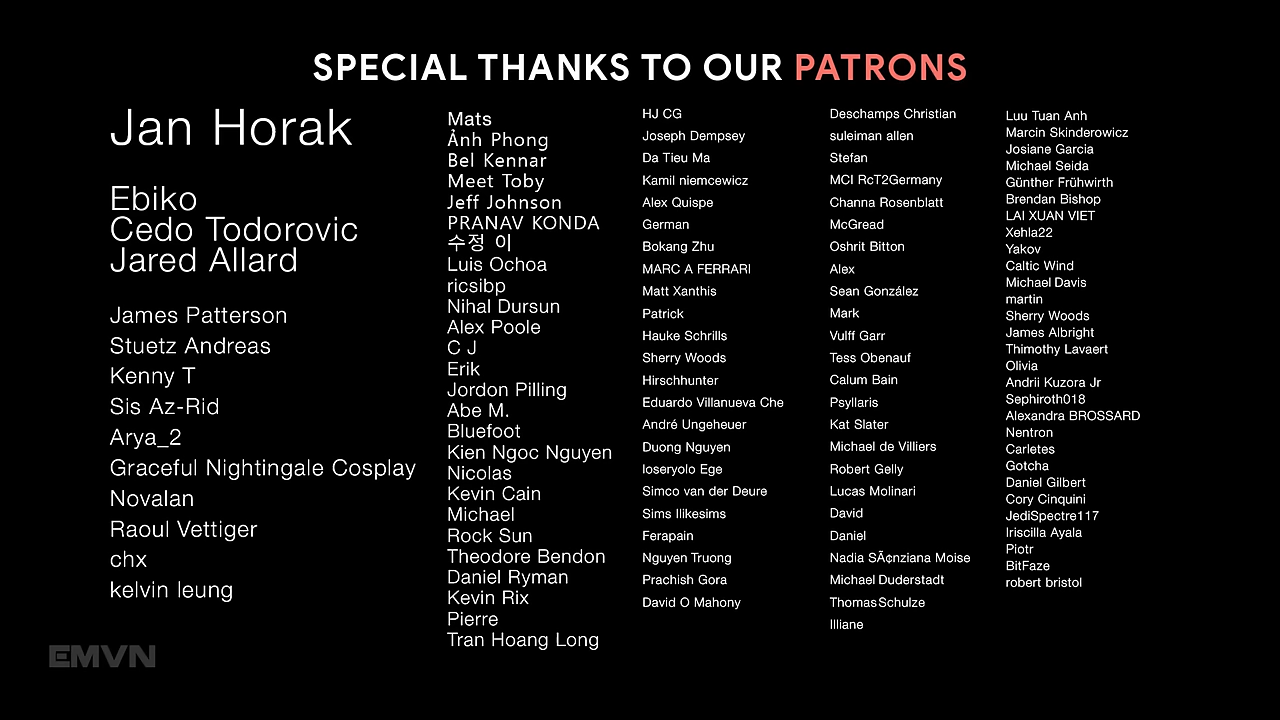 SPECIAL THANKS TO OUR PATRONS
Jan Horak
Ebiko
Cedo Todorovic
Jared Allard
James Patterson
Stuetz Andreas
Kenny T
Sis Az-Rid
Arya_2
Graceful Nightingale Cosplay
Novalan
Raoul Vettiger
chx
kelvin leung
Mats
Ảnh Phong
Bel Kennar
Meet Toby
Jeff Johnson
PRANAV KONDA
수정 이
Luis Ochoa
ricsibp
Nihal Dursun
Alex Poole
C J
Erik
Jordon Pilling
Abe M.
Bluefoot
Kien Ngoc Nguyen
Nicolas
Kevin Cain
Michael
Rock Sun
Theodore Bendon
Daniel Ryman
Kevin Rix
Pierre
Tran Hoang Long
HJ CG
Joseph Dempsey
Da Tieu Ma
Kamil niemcewicz
Alex Quispe
German
Bokang Zhu
MARC A FERRARI
Matt Xanthis
Patrick
Hauke Schrills
Sherry Woods
Hirschhunter
Eduardo Villanueva Che
André Ungeheuer
Duong Nguyen
loseryolo Ege
Simco van der Deure
Sims Ilikesims
Ferapain
Nguyen Truong
Prachish Gora
David O Mahony
Deschamps Christian
suleiman allen
Stefan
MCI RcT2Germany
Channa Rosenblatt
McGread
Oshrit Bitton
Alex
Sean González
Mark
Vulff Garr
Tess Obenauf
Calum Bain
Psyllaris
Kat Slater
Michael de Villiers
Robert Gelly
Lucas Molinari
David
Daniel
Nadia SÃ¢nziana Moise
Michael Duderstadt
Thomas Schulze
Illiane
Luu Tuan Anh
Marcin Skinderowicz
Josiane Garcia
Michael Seida
Günther Frühwirth
Brendan Bishop
LAI XUAN VIET
Xehla22
Yakov
Caltic Wind
Michael Davis
martin
Sherry Woods
James Albright
Thimothy Lavaert
Olivia
Andrii Kuzora Jr
Sephiroth018
Alexandra BROSSARD
Nentron
Carletes
Gotcha
Daniel Gilbert
Cory Cinquini
JediSpectre117
Iriscilla Ayala
Piotr
BitFaze
robert bristol
EMVN